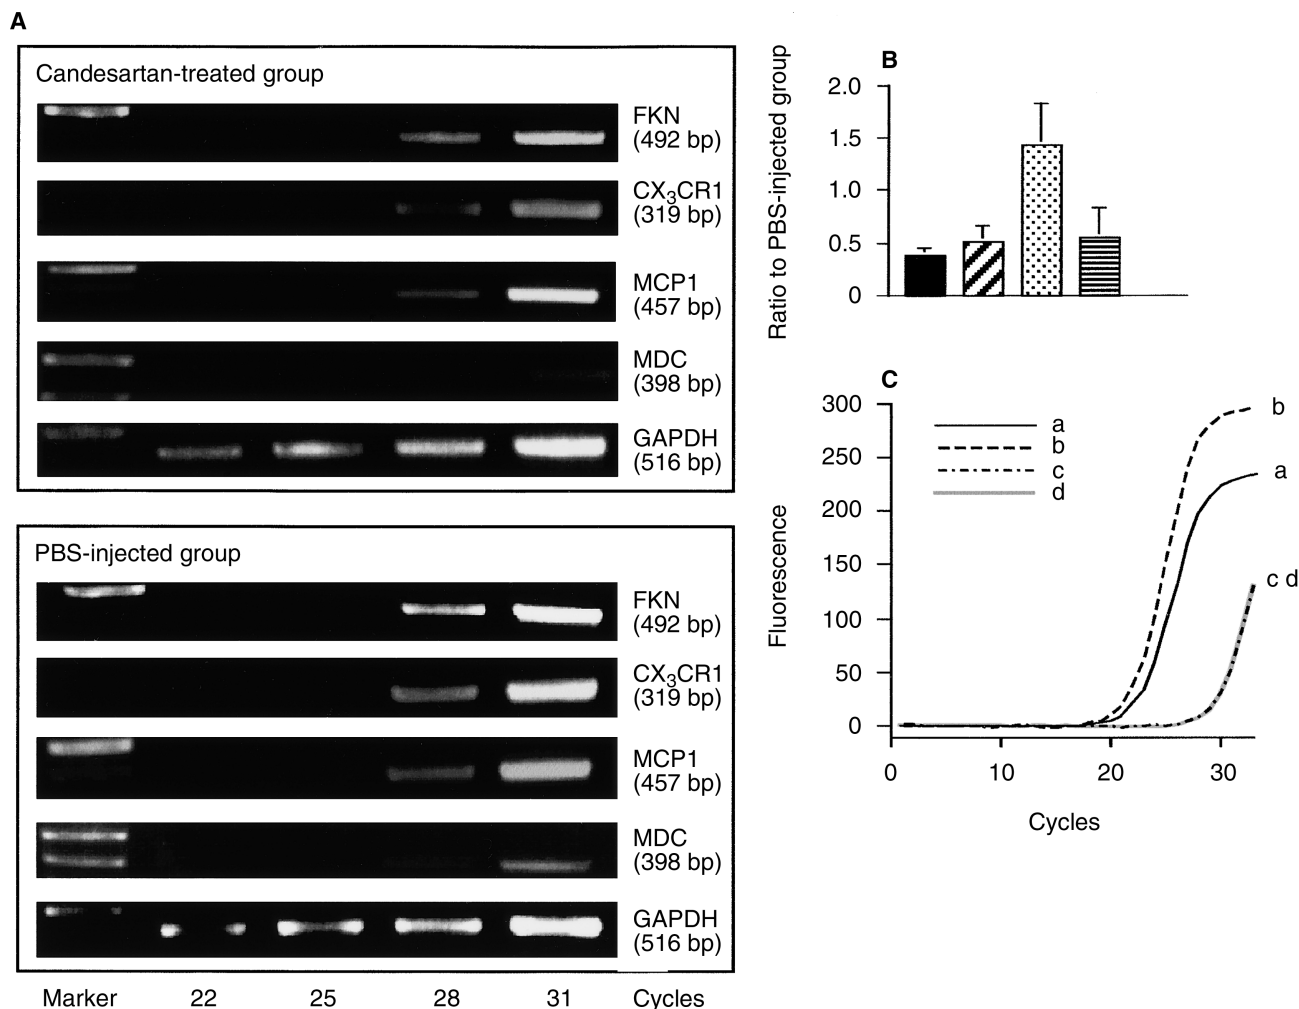 A
Candesartan-treated group
FKN
(492 bp)
CX3CR1
(319 bp)
MCP1
(457 bp)
MDC
(398 bp)
GAPDH
(516 bp)
PBS-injected group
FKN
(492 bp)
CX3CR1
(319 bp)
MCP1
(457 bp)
MDC
(398 bp)
GAPDH
(516 bp)
Marker 22 25 28 31 Cycles
B
Ratio to PBS-injected group
2.0
1.5
1.0
0.5
0
C
Fluorescence
300
250
200
150
100
50
0
a
b
c
d
b
a
c d
0 10 20 30
Cycles